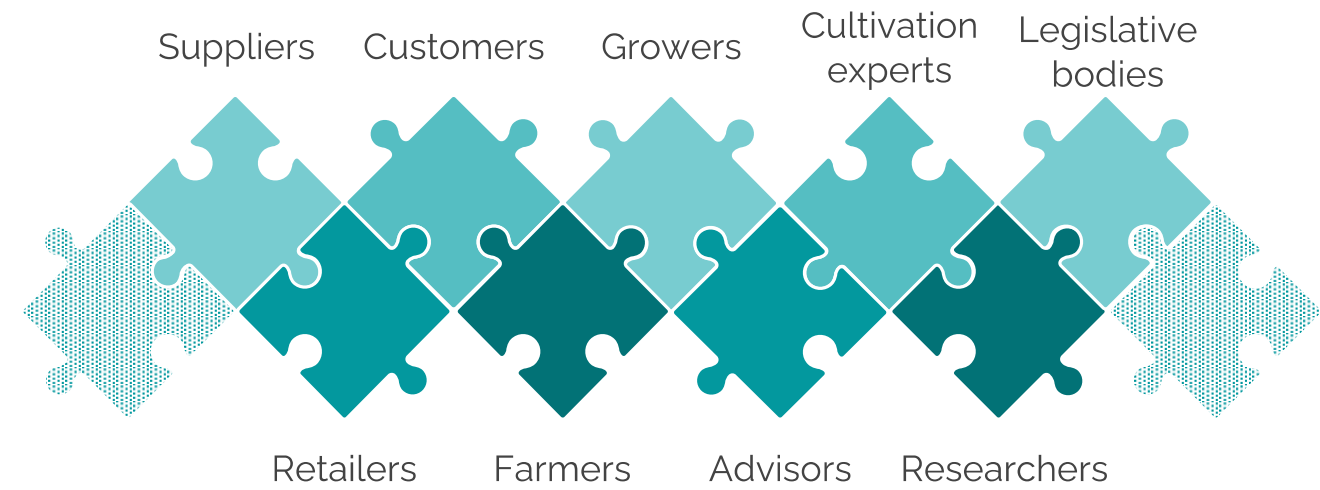 Suppliers
Customers
Growers
Cultivation
experts
Legislative
bodies
Retailers
Farmers
Advisors
Researchers